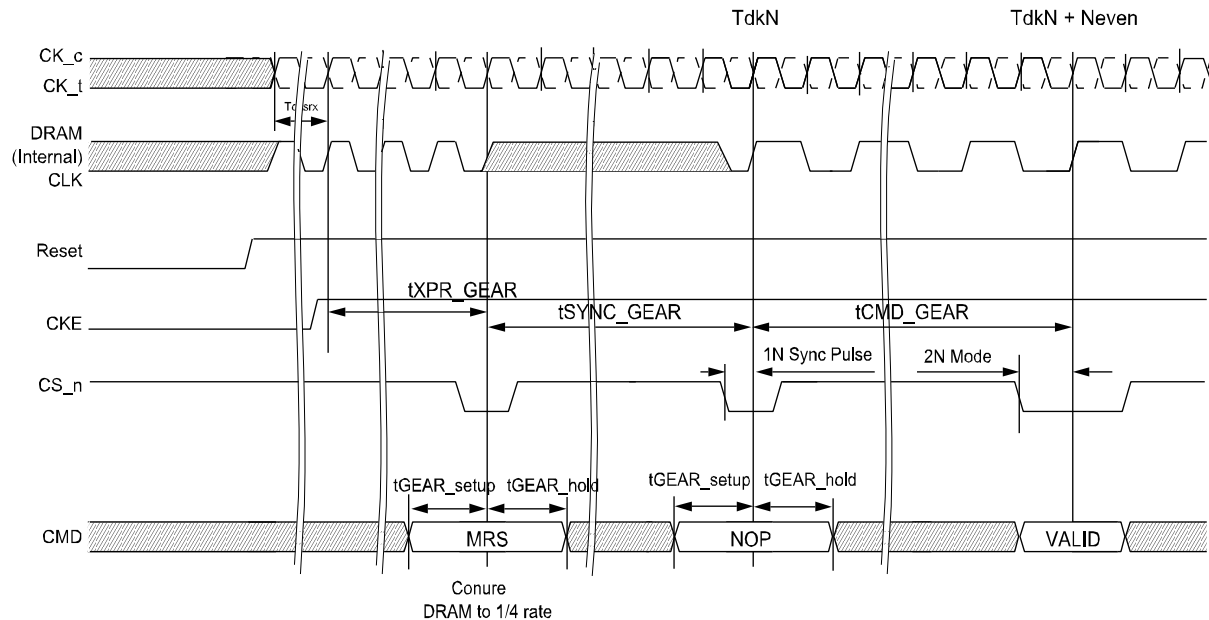 TdkN
TdkN + Neven
CK_c
CK_t
DRAM
(Internal)
CLK
Reset
tXPR_GEAR
CKE
tSYNC_GEAR
tCMD_GEAR
1N Sync Pulse
2N Mode
CS_n
tGEAR_setup
tGEAR_hold
tGEAR_setup
tGEAR_hold
CMD
MRS
NOP
VALID
Conure
DRAM to 1/4 rate